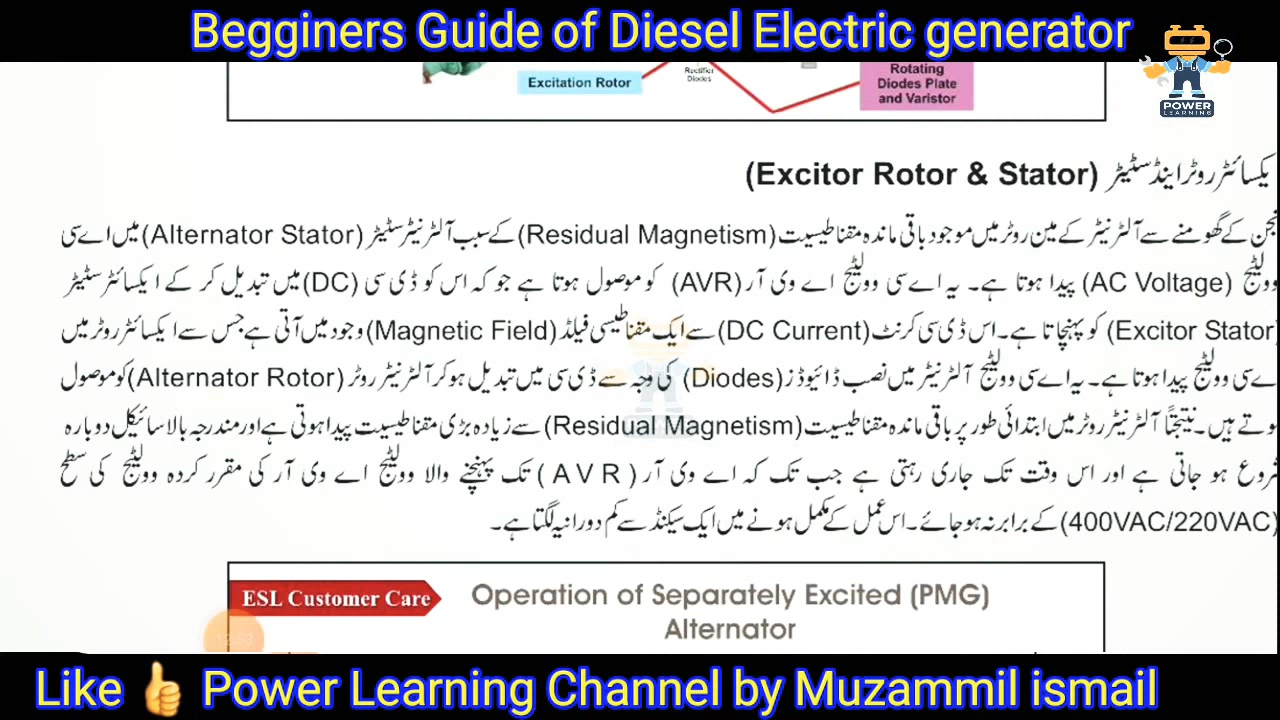 Begginers Guide of Diesel Electric generator
Excitation Rotor
Rectifier
Diodes
Rotating
Diodes Plate
and Varistor
POWER
LEARNING
یکسائٹر روٹر اینڈ سٹیٹر (Excitor Rotor & Stator)
نجن کے گھومنے سے آلٹرنیٹر کے مین روٹر میں موجود باقی ماندہ مقناطیسیت (Residual Magnetism) کے سبب آلٹرنیٹر سٹیٹر (Alternator Stator) میں اے سی
وولٹیج (AC Voltage) پیدا ہوتا ہے۔ یہ اے سی وولٹیج اے وی آر (AVR) کو موصول ہوتا ہے جو کہ اس کو ڈی سی (DC) میں تبدیل کر کے ایکسائٹر سٹیٹر
(Excitor Stator) کو پہنچاتا ہے۔ اس ڈی سی کرنٹ (DC Current) سے ایک مقناطیسی فیلڈ (Magnetic Field) وجود میں آتی ہے جس سے ایکسائٹر روٹر میں
اے سی وولٹیج پیدا ہوتا ہے۔ یہ اے سی وولٹیج آلٹرنیٹر میں نصب ڈائیوڈز (Diodes) کی وجہ سے ڈی سی میں تبدیل ہو کر آلٹرنیٹر روٹر (Alternator Rotor) کو موصول
ہوتے ہیں۔ نتیجتاً آلٹرنیٹر روٹر میں ابتدائی طور پر باقی ماندہ مقناطیسیت (Residual Magnetism) سے زیادہ بڑی مقناطیسیت پیدا ہوتی ہے اور مندرجہ بالا سائیکل دوبارہ
شروع ہو جاتی ہے اور اس وقت تک جاری رہتی ہے جب تک کہ اے وی آر (AVR) تک پہنچنے والا وولٹیج اے وی آر کی مقرر کردہ وولٹیج کی سطح
(400VAC/220VAC) کے برابر نہ ہو جائے۔ اس عمل کے مکمل ہونے میں ایک سیکنڈ سے کم دورانیہ لگتا ہے۔
ESL Customer Care
Operation of Separately Excited (PMG)
Alternator
12:53
Like 👍 Power Learning Channel by Muzammil ismail